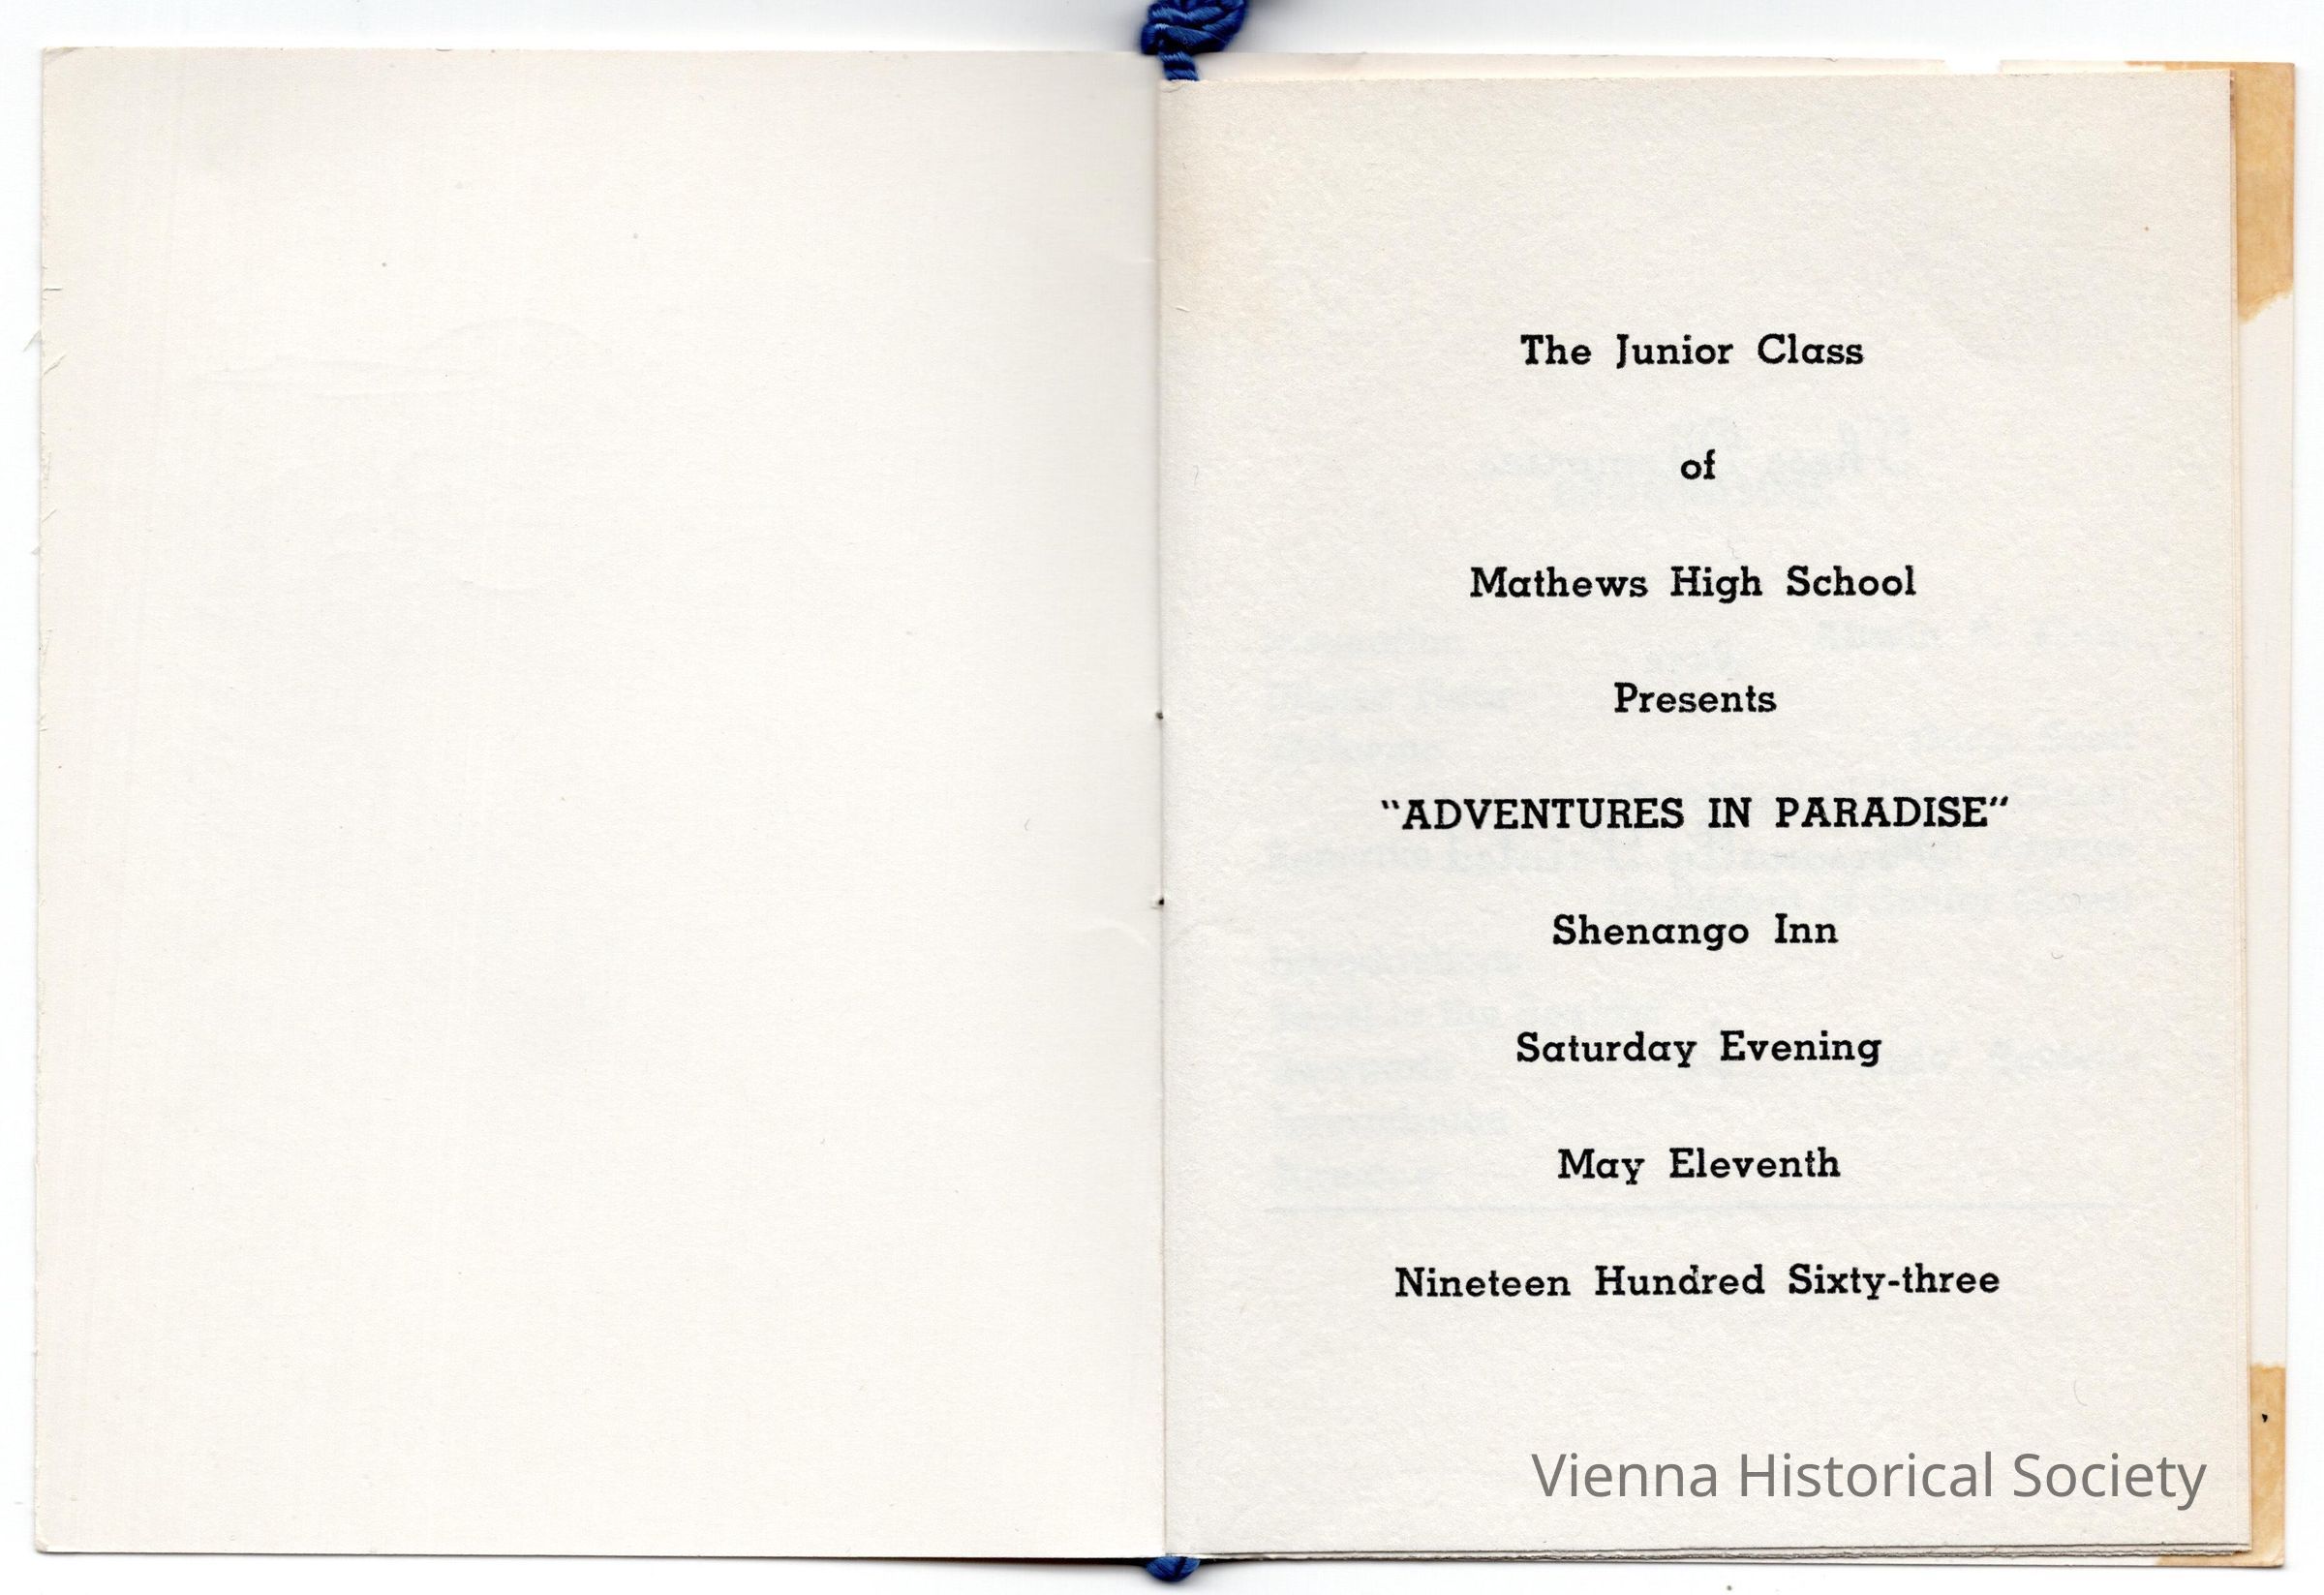 The Junior Class
of
Mathews High School
Presents
"ADVENTURES IN PARADISE"
Shenango Inn
Saturday Evening
May Eleventh
Nineteen Hundred Sixty-three
Vienna Historical Society